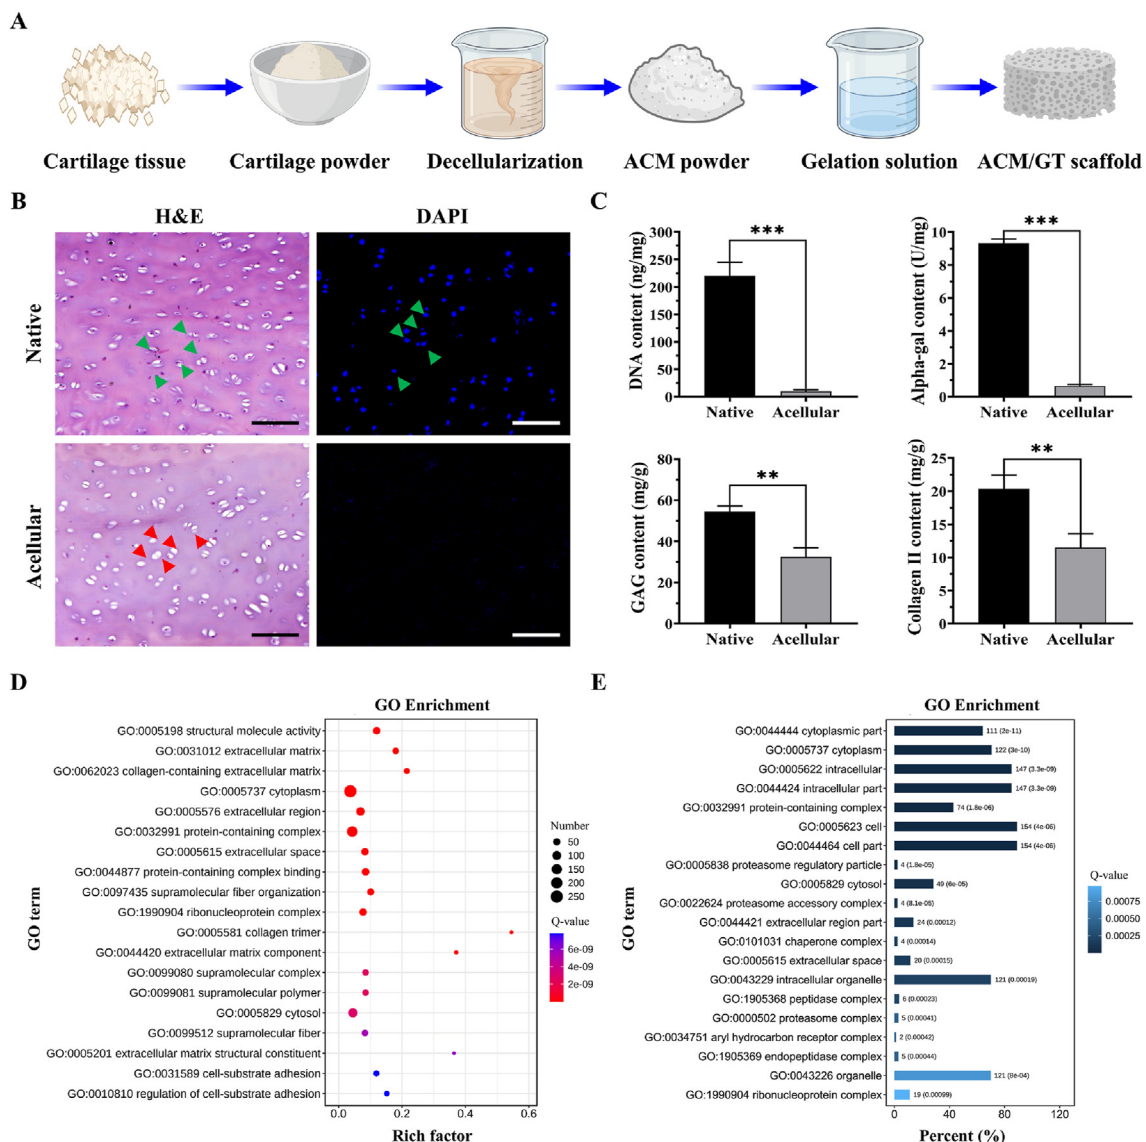 A
Cartilage tissue
Cartilage powder
Decellularization
ACM powder
Gelation solution
ACM/GT scaffold
B
H&E
DAPI
Native
Acellular
C
DNA content (ng/mg)
300
250
200
150
100
50
0
***
Native
Acellular
Alpha-gal content (U/mg)
10
8
6
4
2
0
***
Native
Acellular
GAG content (mg/g)
80
60
40
20
0
**
Native
Acellular
Collagen II content (mg/g)
25
20
15
10
5
0
**
Native
Acellular
D
GO Enrichment
GO term
GO:0005198 structural molecule activity
GO:0031012 extracellular matrix
GO:0062023 collagen-containing extracellular matrix
GO:0005737 cytoplasm
GO:0005576 extracellular region
GO:0032991 protein-containing complex
GO:0005615 extracellular space
GO:0044877 protein-containing complex binding
GO:0097435 supramolecular fiber organization
GO:1990904 ribonucleoprotein complex
GO:0005581 collagen trimer
GO:0044420 extracellular matrix component
GO:0099080 supramolecular complex
GO:0099081 supramolecular polymer
GO:0005829 cytosol
GO:0099512 supramolecular fiber
GO:0005201 extracellular matrix structural constituent
GO:0031589 cell-substrate adhesion
GO:0010810 regulation of cell-substrate adhesion
0.0
0.2
0.4
0.6
Rich factor
Number
50
100
150
200
250
Q-value
6e-09
4e-09
2e-09
E
GO Enrichment
GO term
GO:0044444 cytoplasmic part
111 (2e-11)
GO:0005737 cytoplasm
122 (3e-10)
GO:0005622 intracellular
147 (3.3e-09)
GO:0044424 intracellular part
147 (3.3e-09)
GO:0032991 protein-containing complex
74 (1.8e-06)
GO:0005623 cell
154 (4e-06)
GO:0044464 cell part
154 (4e-06)
GO:0005838 proteasome regulatory particle
4 (1.8e-05)
GO:0005829 cytosol
49 (6e-05)
GO:0022624 proteasome accessory complex
4 (8.1e-05)
GO:0044421 extracellular region part
24 (0.00012)
GO:0101031 chaperone complex
4 (0.00014)
GO:0005615 extracellular space
20 (0.00015)
GO:0043229 intracellular organelle
121 (0.00019)
GO:1905368 peptidase complex
6 (0.00023)
GO:0000502 proteasome complex
5 (0.00041)
GO:0034751 aryl hydrocarbon receptor complex
2 (0.00042)
GO:1905369 endopeptidase complex
5 (0.00044)
GO:0043226 organelle
121 (8e-04)
GO:1990904 ribonucleoprotein complex
19 (0.00099)
0
40
80
120
Percent (%)
Q-value
0.00075
0.00050
0.00025